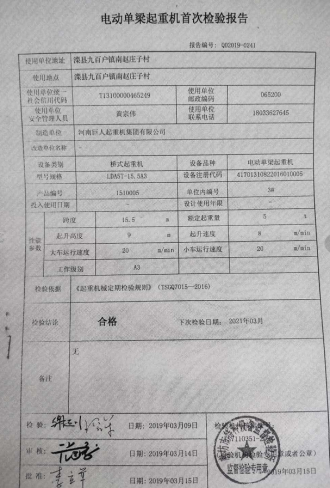 电动单梁起重机首次检验报告
报告编号: QD2019-0241
使用单位地址 滦县九百户镇南赵庄子村
使用地点 滦县九百户镇南赵庄子村
使用单位统一社会信用代码 713100000465249 使用单位邮政编码 063200
使用单位安全管理人员 使用单位联系电话 18033627645
制造单位 河南巨人起重机集团有限公司
改造单位名称 -
设备类别 桥式起重机 设备品种 电动单梁起重机
型号规格 LDA5T-15.5A3 设备注册代码
产品编号 1510005 单位内编号 3#
投入使用日期 设计使用年限
性能参数
跨度 15.5 m 额定起重量 5 t
起升高度 9 m 起升速度 8 m/min
大车运行速度 20 m/min 小车运行速度 20 m/min
工作级别 A3
检验依据 《起重机械定期检验规则》(TSGQ7015—2016)
检验结论 合格 下次检验日期: 2021年03月
备注 无
检 验: 日期: 2019年03月09日
审 核: 日期: 2019年03月14日
批 准: 日期: 2019年03月15日
监督检验专用章
2019年03月15日